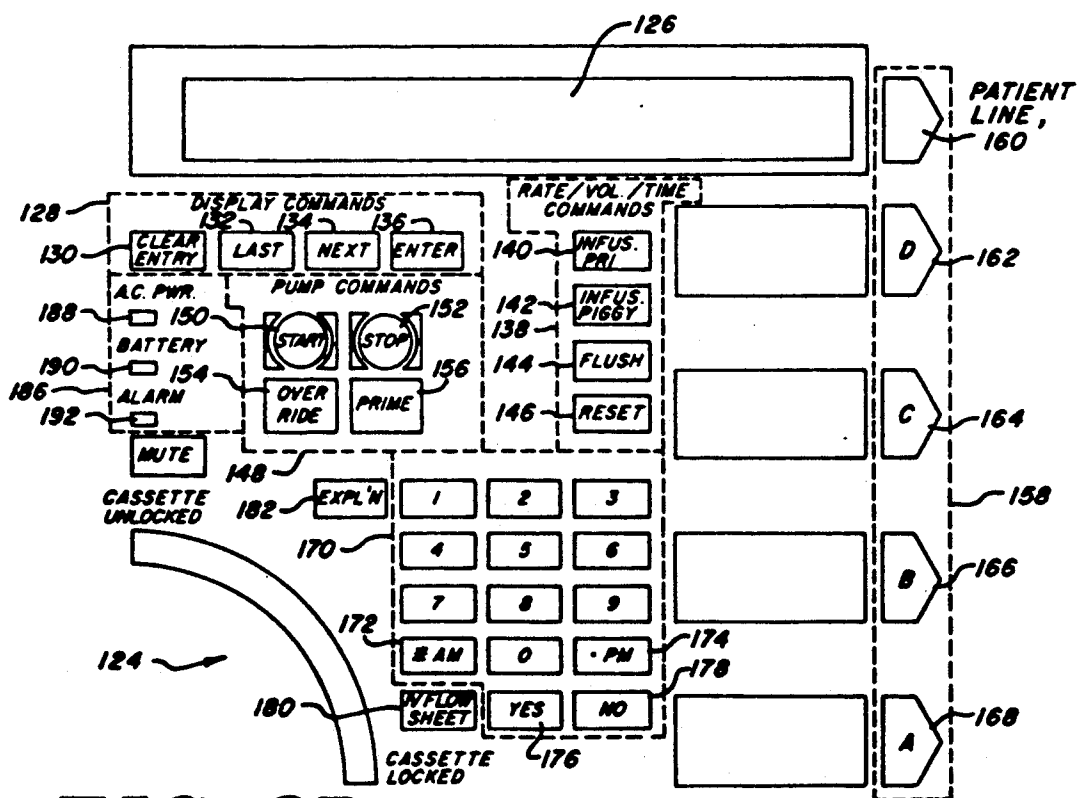 126
PATIENT
LINE,
160
128
DISPLAY COMMANDS
RATE/VOL./TIME
COMMANDS
132
134
136
130
CLEAR
ENTRY
LAST
NEXT
ENTER
140
INFUS.
PRI
D
162
A.C. PWR.
PUMP COMMANDS
188
150
START
STOP
152
142
INFUS.
PIGGY
138
BATTERY
190
154
156
144
FLUSH
186
ALARM
OVER
RIDE
PRIME
192
146
RESET
C
164
MUTE
148
CASSETTE
UNLOCKED
182
EXPL'N
1
2
3
158
170
4
5
6
B
166
7
8
9
172
* AM
0
· PM
174
124
178
180
SHEET
YES
NO
168
A
CASSETTE
LOCKED
176